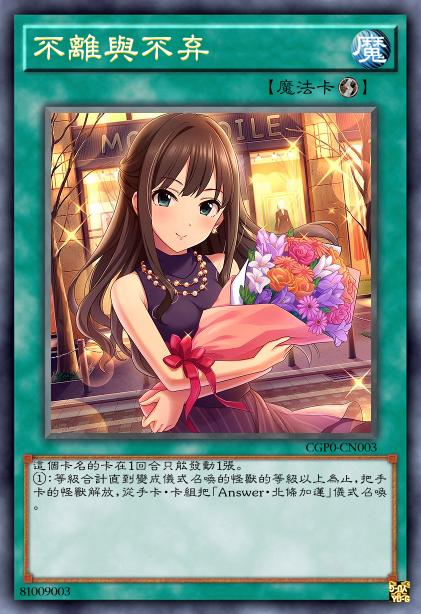 不離與不弃
魔
【魔法卡】
CGP0-CN003
這個卡名的卡在1回合只能發動1張。
①：等級合計直到變成儀式召喚的怪獸的等級以上為止，把手
卡的怪獸解放，從手卡·卡組把「Answer·北條加蓮」儀式召喚
。
81009003